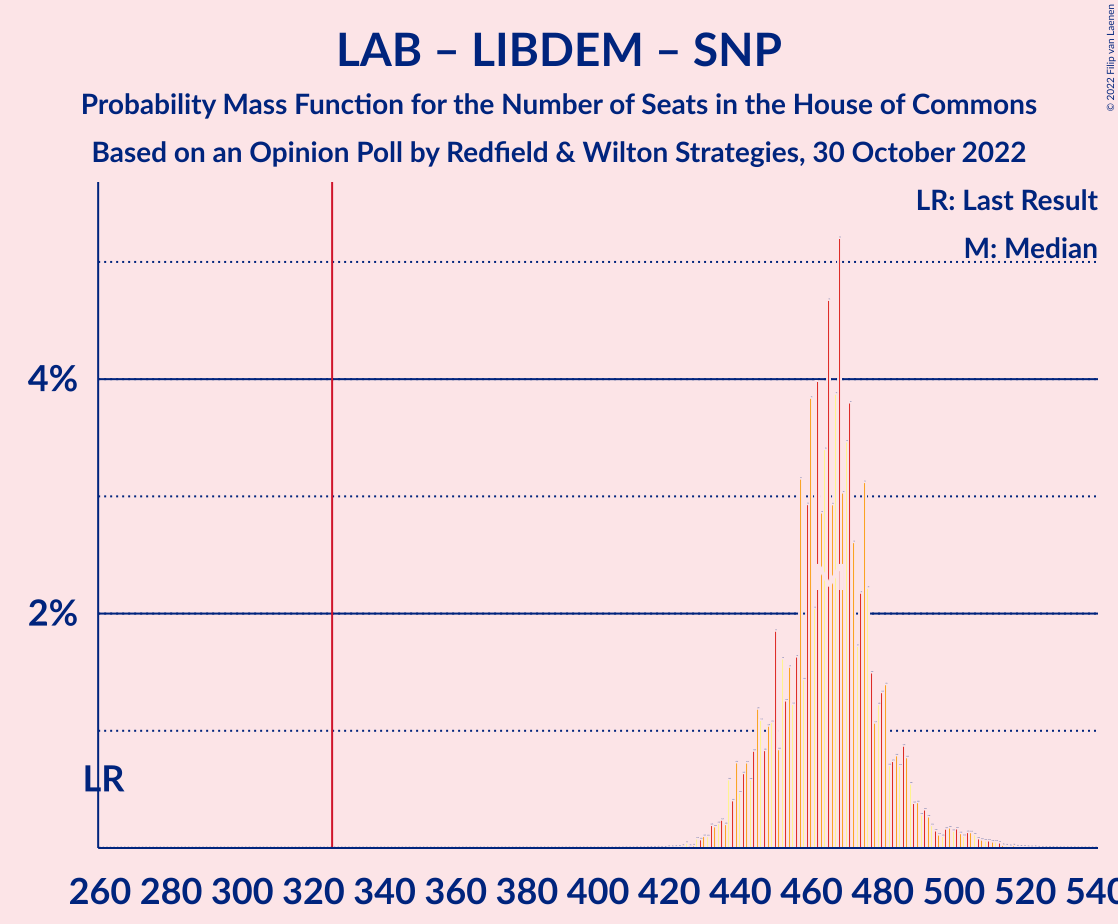 LAB – LIBDEM – SNP
Probability Mass Function for the Number of Seats in the House of Commons
Based on an Opinion Poll by Redfield & Wilton Strategies, 30 October 2022
© 2022 Filip van Laenen
LR: Last Result
M: Median
4%
2%
LR
260 280 300 320 340 360 380 400 420 440 460 480 500 520 540